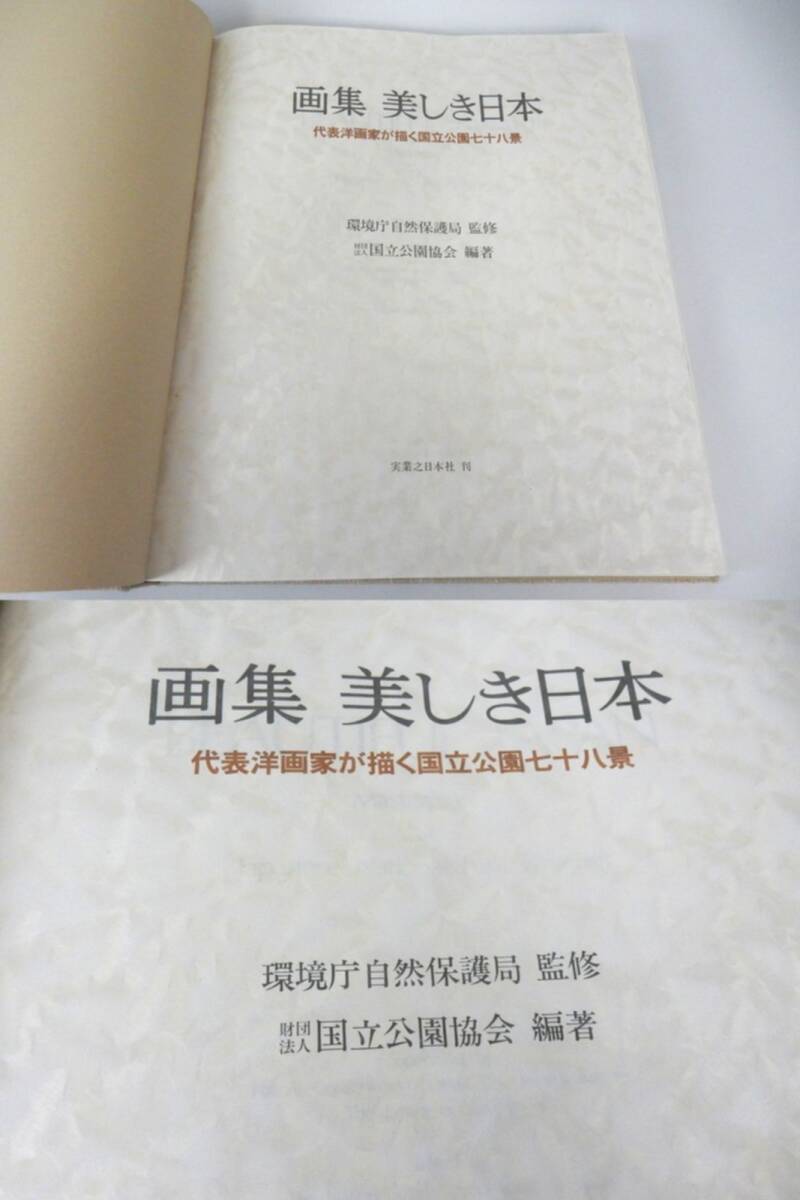 画集 美しき日本
代表洋画家が描く国立公園七十八景
環境庁自然保護局 監修
財団法人 国立公園協会 編著
実業之日本社 刊
画集 美しき日本
代表洋画家が描く国立公園七十八景
環境庁自然保護局 監修
財団法人 国立公園協会 編著